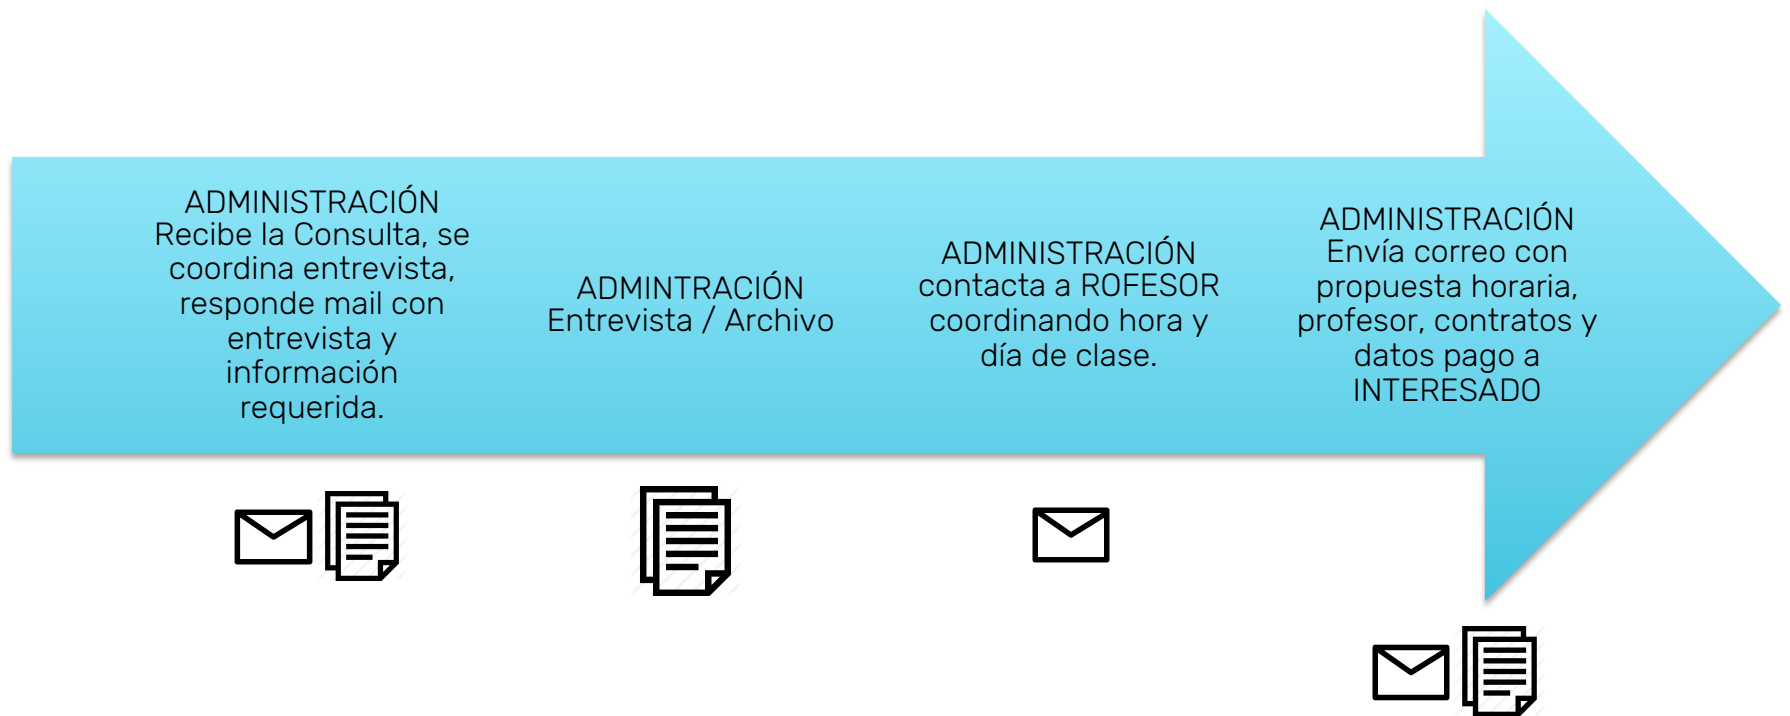 ADMINISTRACIÓN
Recibe la Consulta, se
coordina entrevista,
responde mail con
entrevista y
información
requerida.
ADMINTRACIÓN
Entrevista / Archivo
ADMINISTRACIÓN
contacta a ROFESOR
coordinando hora y
día de clase.
ADMINISTRACIÓN
Envía correo con
propuesta horaria,
profesor, contratos y
datos pago a
INTERESADO